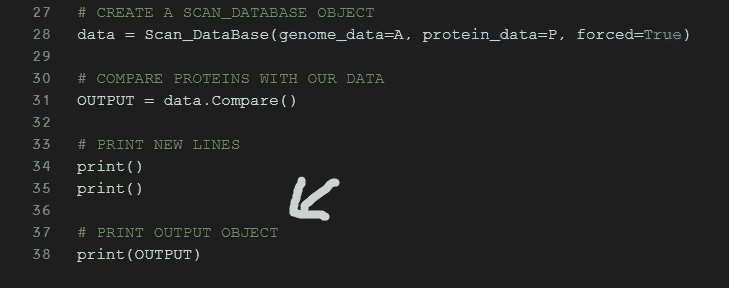 27 # CREATE A SCAN_DATABASE OBJECT
28 data = Scan_DataBase(genome_data=A, protein_data=P, forced=True)
29
30 # COMPARE PROTEINS WITH OUR DATA
31 OUTPUT = data.Compare()
32
33 # PRINT NEW LINES
34 print()
35 print()
36
37 # PRINT OUTPUT OBJECT
38 print(OUTPUT)